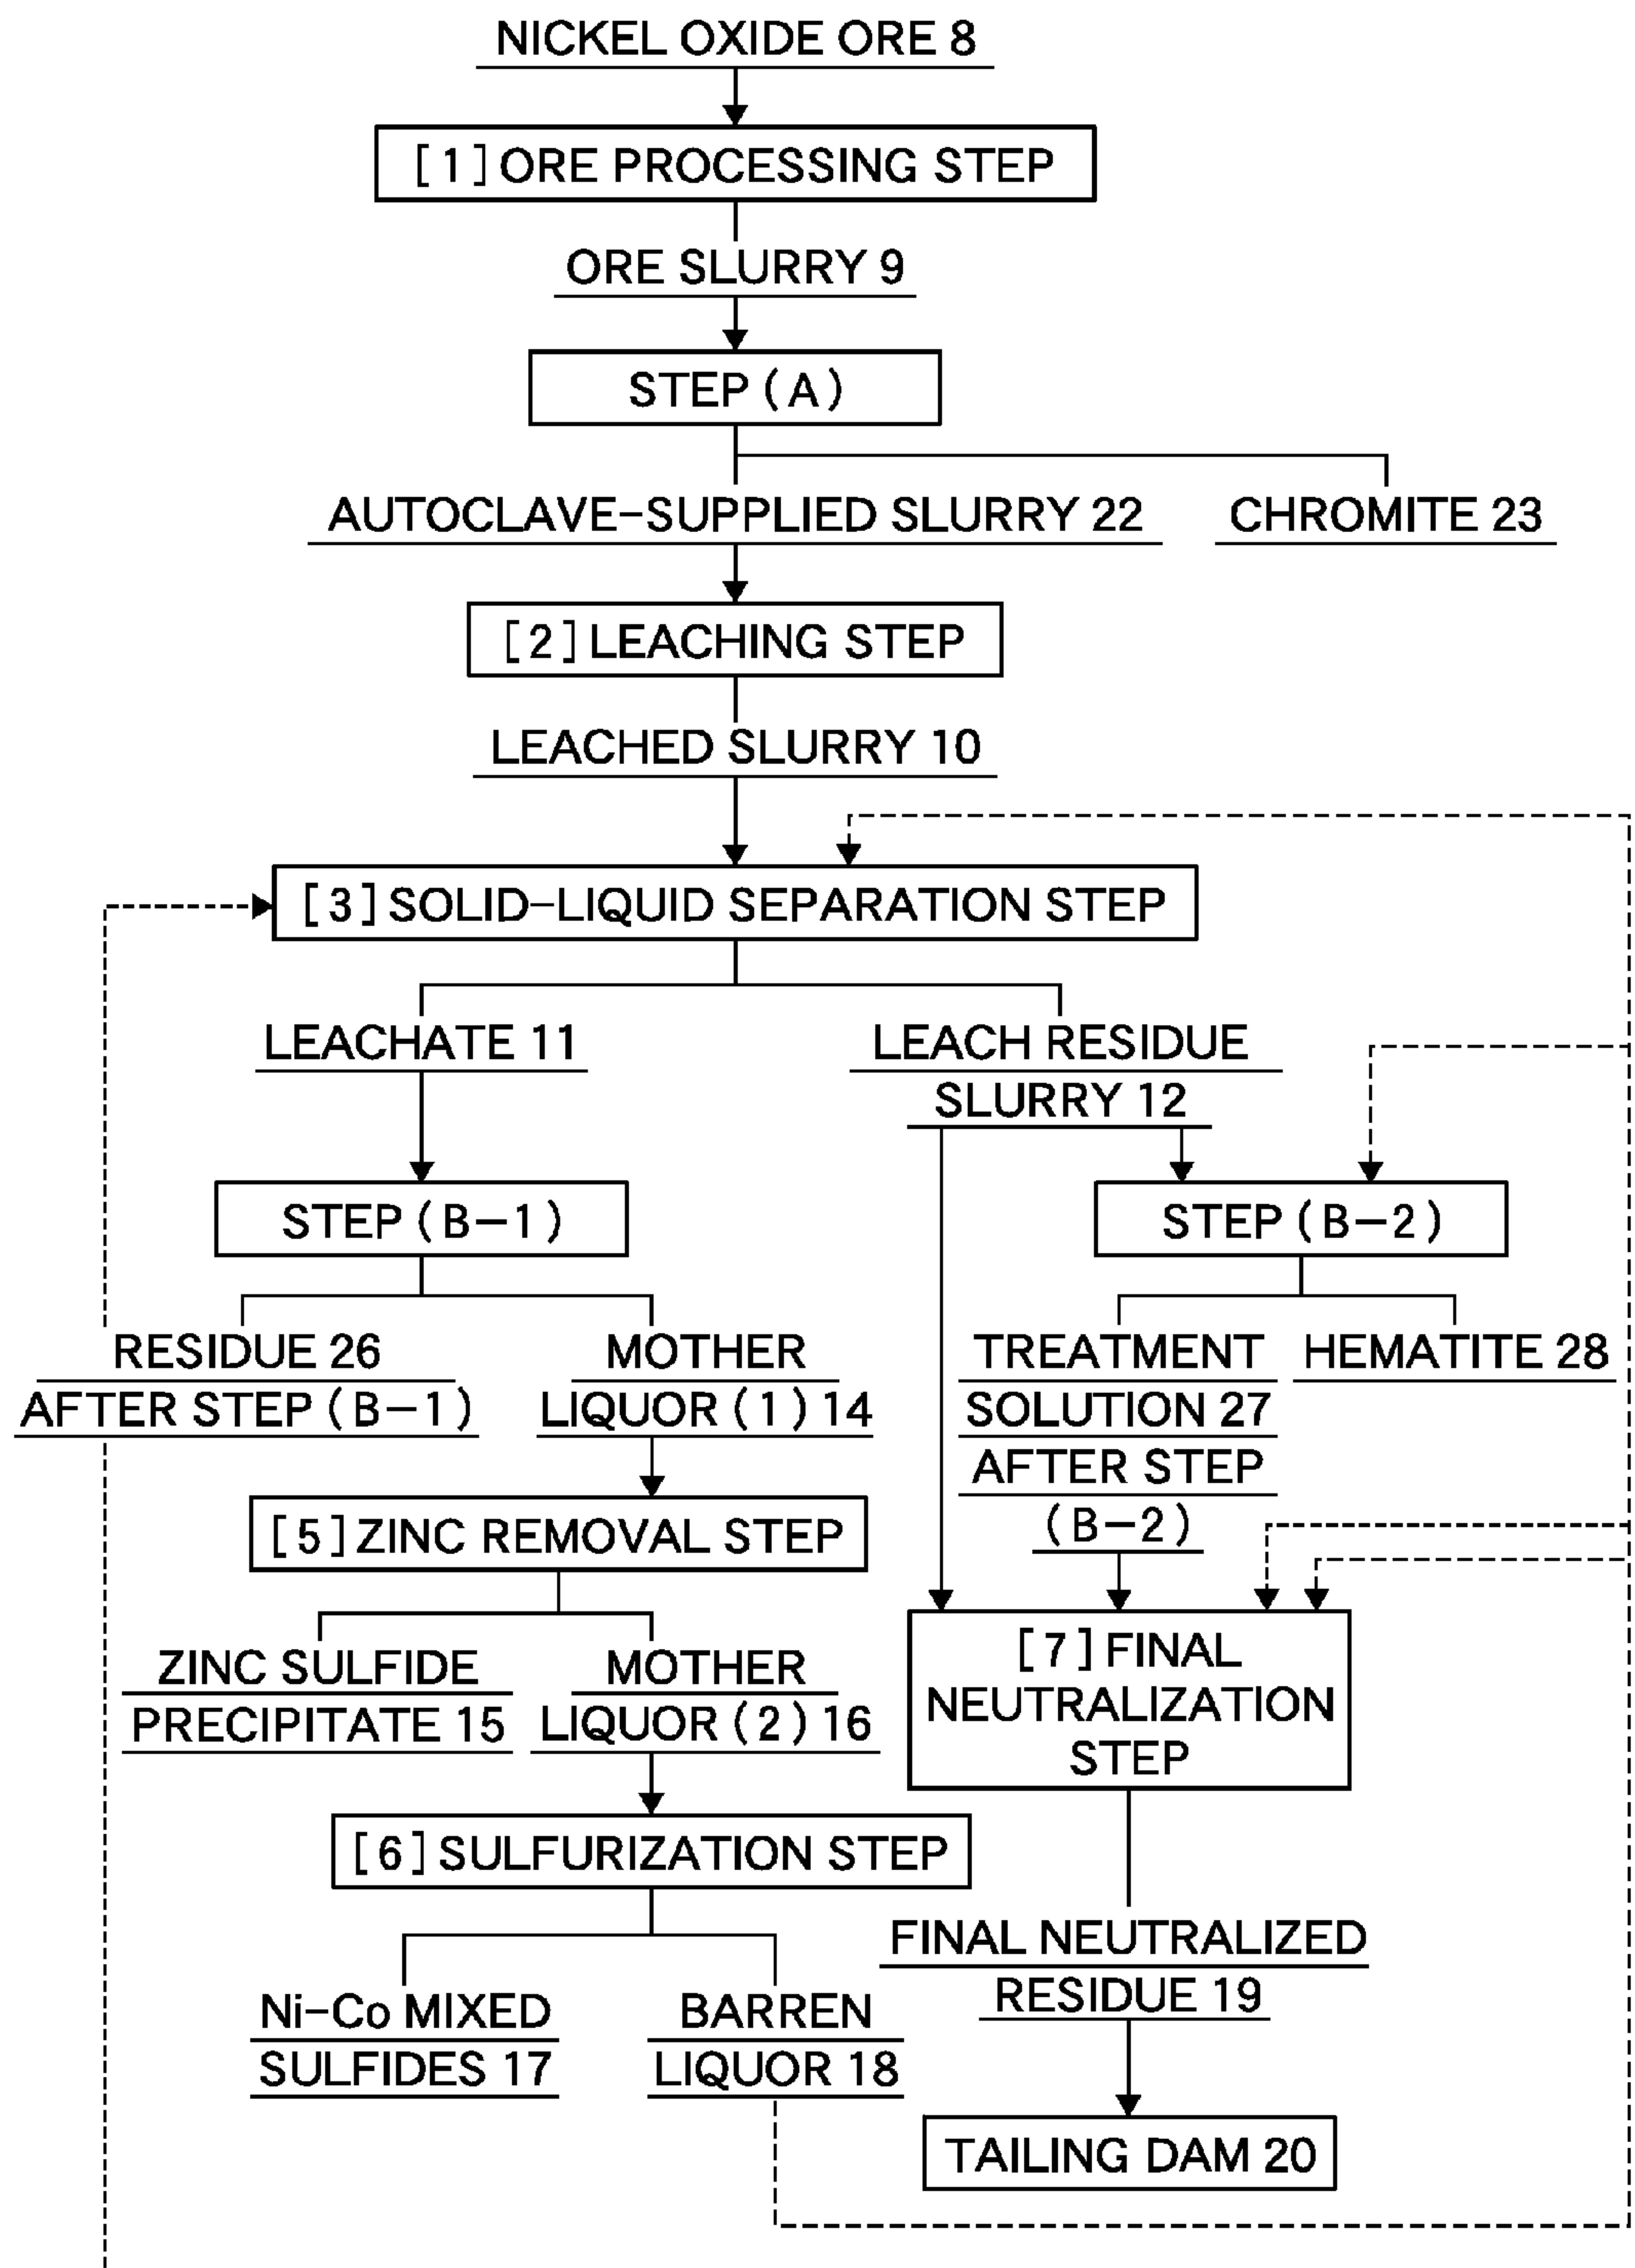 NICKEL OXIDE ORE 8
[1] ORE PROCESSING STEP
ORE SLURRY 9
STEP (A)
AUTOCLAVE-SUPPLIED SLURRY 22
CHROMITE 23
[2] LEACHING STEP
LEACHED SLURRY 10
[3] SOLID-LIQUID SEPARATION STEP
LEACHATE 11
LEACH RESIDUE
SLURRY 12
STEP (B-1)
STEP (B-2)
RESIDUE 26
AFTER STEP (B-1)
MOTHER
LIQUOR (1) 14
TREATMENT
SOLUTION 27
AFTER STEP
(B-2)
HEMATITE 28
[5] ZINC REMOVAL STEP
ZINC SULFIDE
PRECIPITATE 15
MOTHER
LIQUOR (2) 16
[7] FINAL
NEUTRALIZATION
STEP
[6] SULFURIZATION STEP
Ni-Co MIXED
SULFIDES 17
BARREN
LIQUOR 18
FINAL NEUTRALIZED
RESIDUE 19
TAILING DAM 20